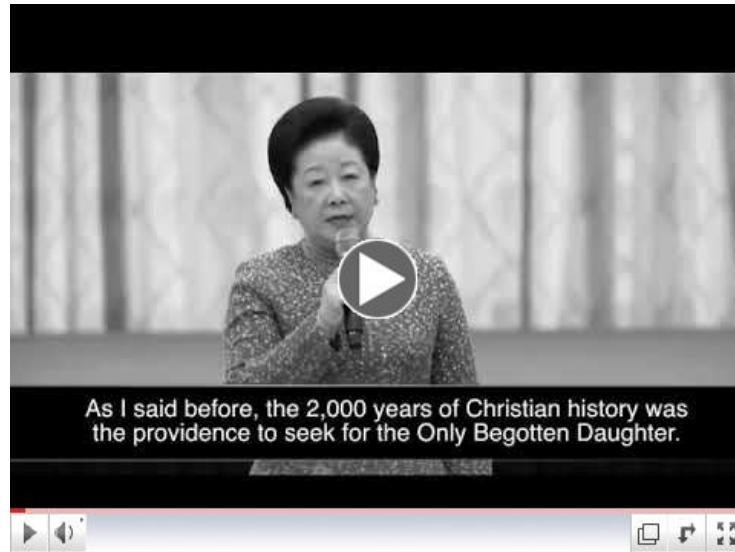 As I said before, the 2,000 years of Christian history was
the providence to seek for the Only Begotten Daughter.